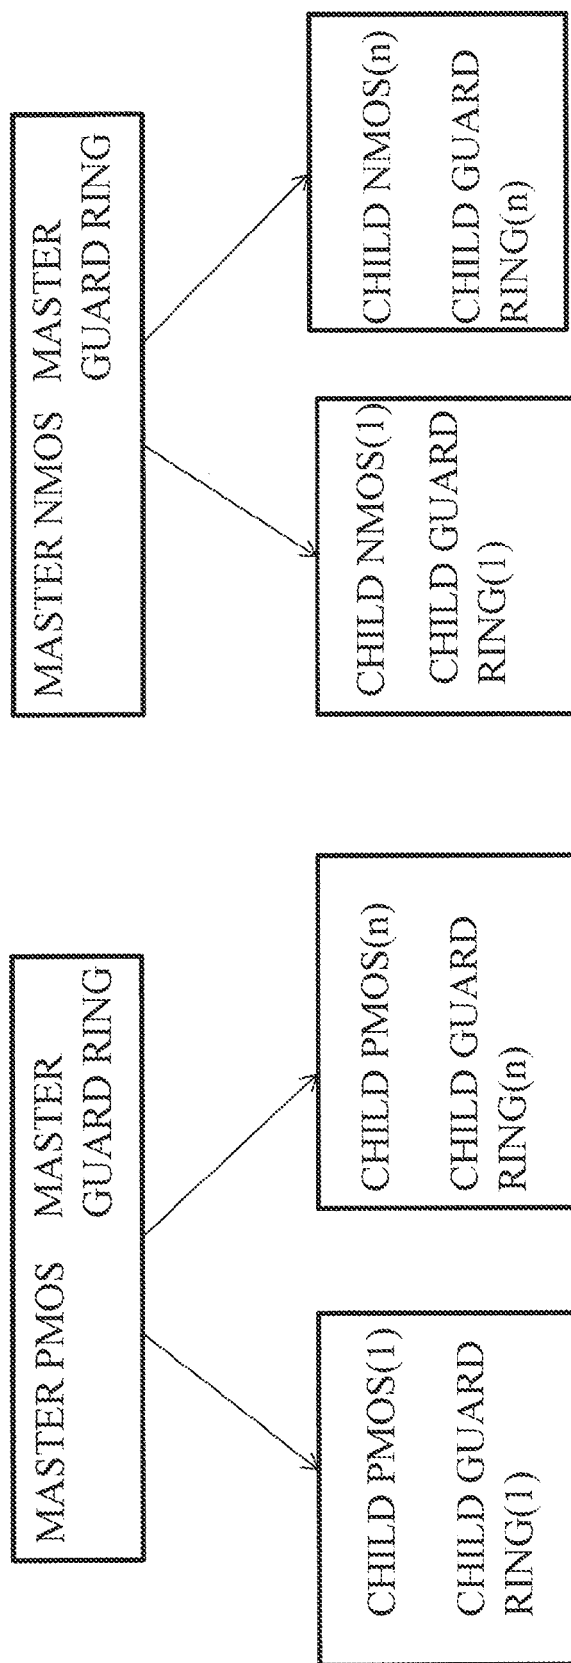 MASTER PMOS MASTER
GUARD RING
CHILD PMOS(1)
CHILD GUARD
RING(1)
CHILD PMOS(n)
CHILD GUARD
RING(n)
MASTER NMOS MASTER
GUARD RING
CHILD NMOS(1)
CHILD GUARD
RING(1)
CHILD NMOS(n)
CHILD GUARD
RING(n)